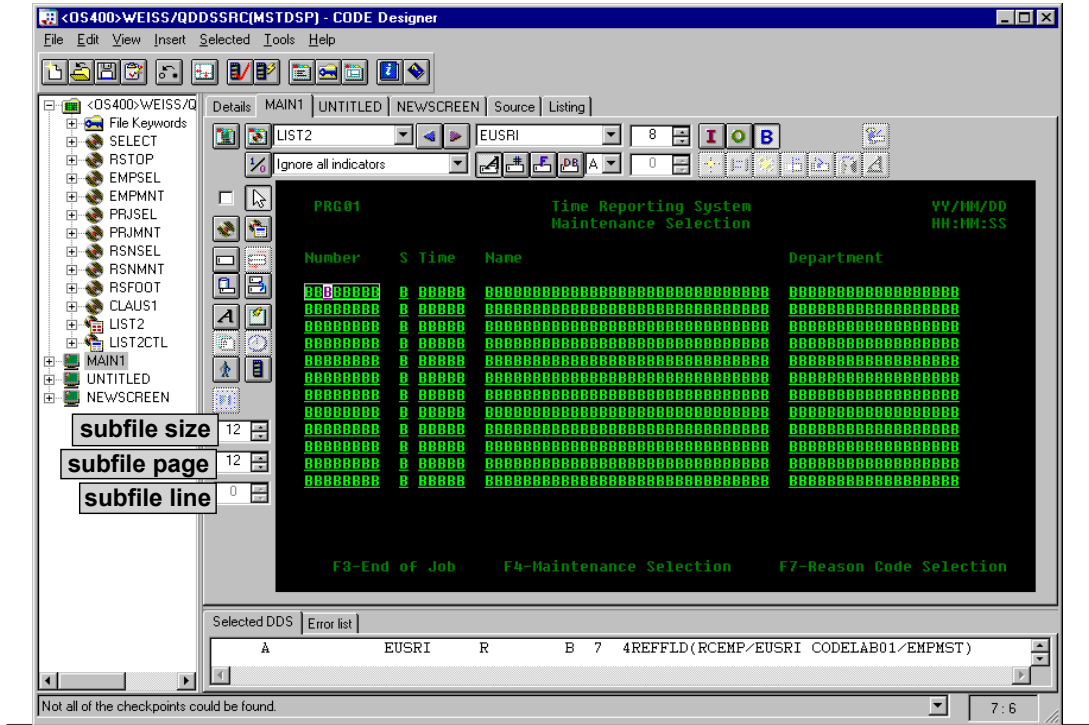 <OS400>WEISS/QDDSSRC(MSTDSP) - CODE Designer
File Edit View Insert Selected Tools Help
<OS400>WEISS/Q
File Keywords
SELECT
RSTOP
EMPSEL
EMPMNT
PRJSEL
PRJMNT
RSNSEL
RSNMNT
RSFOOT
CLAUS1
LIST2
LIST2CTL
MAIN1
UNTITLED
NEWSCREEN
subfile size
subfile page
subfile line
Details MAIN1 UNTITLED NEWSCREEN Source Listing
LIST2 EUSRI 8 I O B
1/0 Ignore all indicators A # F DB A 0
A
12
12
0
PRG01 Time Reporting System YY/MM/DD
Maintenance Selection HH:MM:SS
Number S Time Name Department
BBBBBBBB B BBBBB BBBBBBBBBBBBBBBBBBBBBBBBBBBBBB BBBBBBBBBBBBBBBBBB
BBBBBBBB B BBBBB BBBBBBBBBBBBBBBBBBBBBBBBBBBBBB BBBBBBBBBBBBBBBBBB
BBBBBBBB B BBBBB BBBBBBBBBBBBBBBBBBBBBBBBBBBBBB BBBBBBBBBBBBBBBBBB
BBBBBBBB B BBBBB BBBBBBBBBBBBBBBBBBBBBBBBBBBBBB BBBBBBBBBBBBBBBBBB
BBBBBBBB B BBBBB BBBBBBBBBBBBBBBBBBBBBBBBBBBBBB BBBBBBBBBBBBBBBBBB
BBBBBBBB B BBBBB BBBBBBBBBBBBBBBBBBBBBBBBBBBBBB BBBBBBBBBBBBBBBBBB
BBBBBBBB B BBBBB BBBBBBBBBBBBBBBBBBBBBBBBBBBBBB BBBBBBBBBBBBBBBBBB
BBBBBBBB B BBBBB BBBBBBBBBBBBBBBBBBBBBBBBBBBBBB BBBBBBBBBBBBBBBBBB
BBBBBBBB B BBBBB BBBBBBBBBBBBBBBBBBBBBBBBBBBBBB BBBBBBBBBBBBBBBBBB
BBBBBBBB B BBBBB BBBBBBBBBBBBBBBBBBBBBBBBBBBBBB BBBBBBBBBBBBBBBBBB
BBBBBBBB B BBBBB BBBBBBBBBBBBBBBBBBBBBBBBBBBBBB BBBBBBBBBBBBBBBBBB
BBBBBBBB B BBBBB BBBBBBBBBBBBBBBBBBBBBBBBBBBBBB BBBBBBBBBBBBBBBBBB
F3-End of Job F4-Maintenance Selection F7-Reason Code Selection
Selected DDS Error list
A EUSRI R B 7 4REFFLD(RCEMP/EUSRI CODELAB01/EMPMST)
Not all of the checkpoints could be found. 7:6